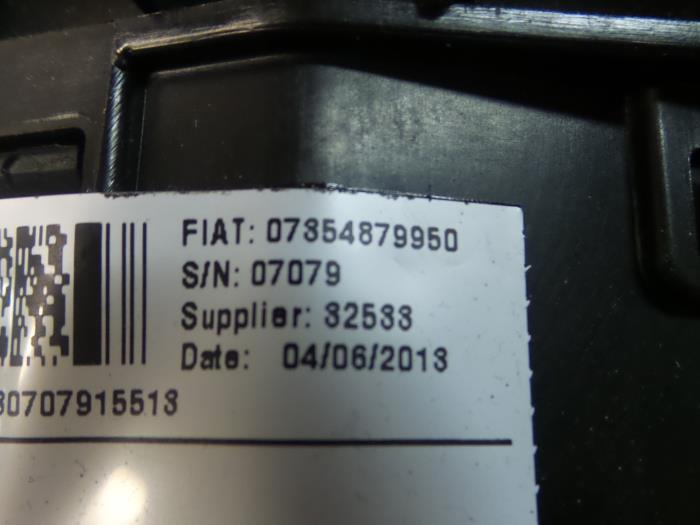 FIAT: 07354879950
S/N: 07079
Supplier: 32533
Date: 04/06/2013
30707915513